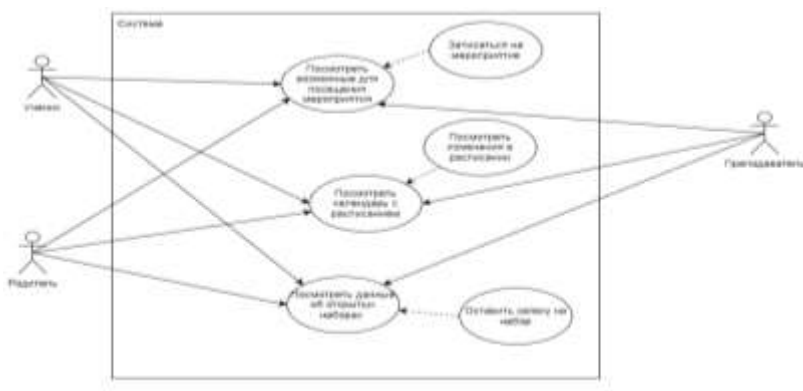 Система
Записаться на
мероприятие
Посмотреть
возможные для
посещения
мероприятия
Ученик
Посмотреть
изменения в
расписании
Преподаватель
Посмотреть
календарь с
расписанием
Родитель
Посмотреть данные
об открытых
наборах
Оставить заявку на
набор